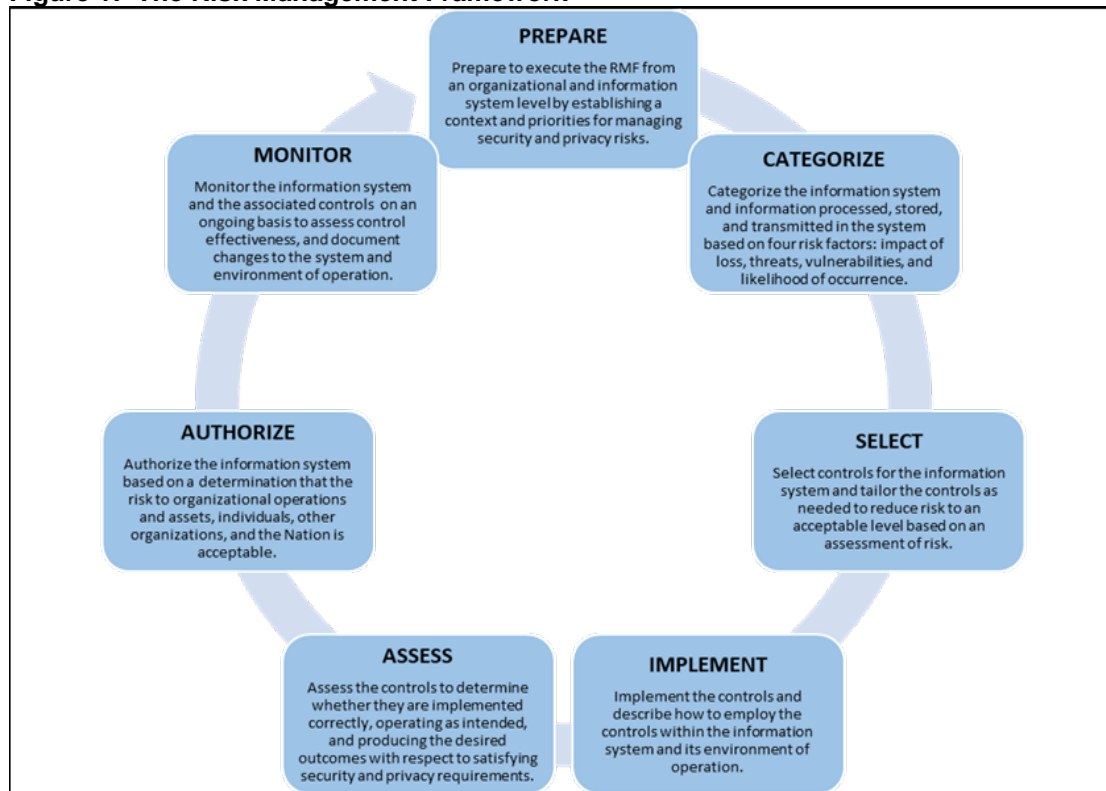 Figure 1. The Risk Management Framework
PREPARE
Prepare to execute the RMF from
an organizational and information
system level by establishing a
context and priorities for managing
security and privacy risks.
CATEGORIZE
Categorize the information system
and information processed, stored,
and transmitted in the system
based on four risk factors: impact of
loss, threats, vulnerabilities, and
likelihood of occurrence.
SELECT
Select controls for the information
system and tailor the controls as
needed to reduce risk to an
acceptable level based on an
assessment of risk.
IMPLEMENT
Implement the controls and
describe how to employ the
controls within the information
system and its environment of
operation.
ASSESS
Assess the controls to determine
whether they are implemented
correctly, operating as intended,
and producing the desired
outcomes with respect to satisfying
security and privacy requirements.
AUTHORIZE
Authorize the information system
based on a determination that the
risk to organizational operations
and assets, individuals, other
organizations, and the Nation is
acceptable.
MONITOR
Monitor the information system
and the associated controls on an
ongoing basis to assess control
effectiveness, and document
changes to the system and
environment of operation.